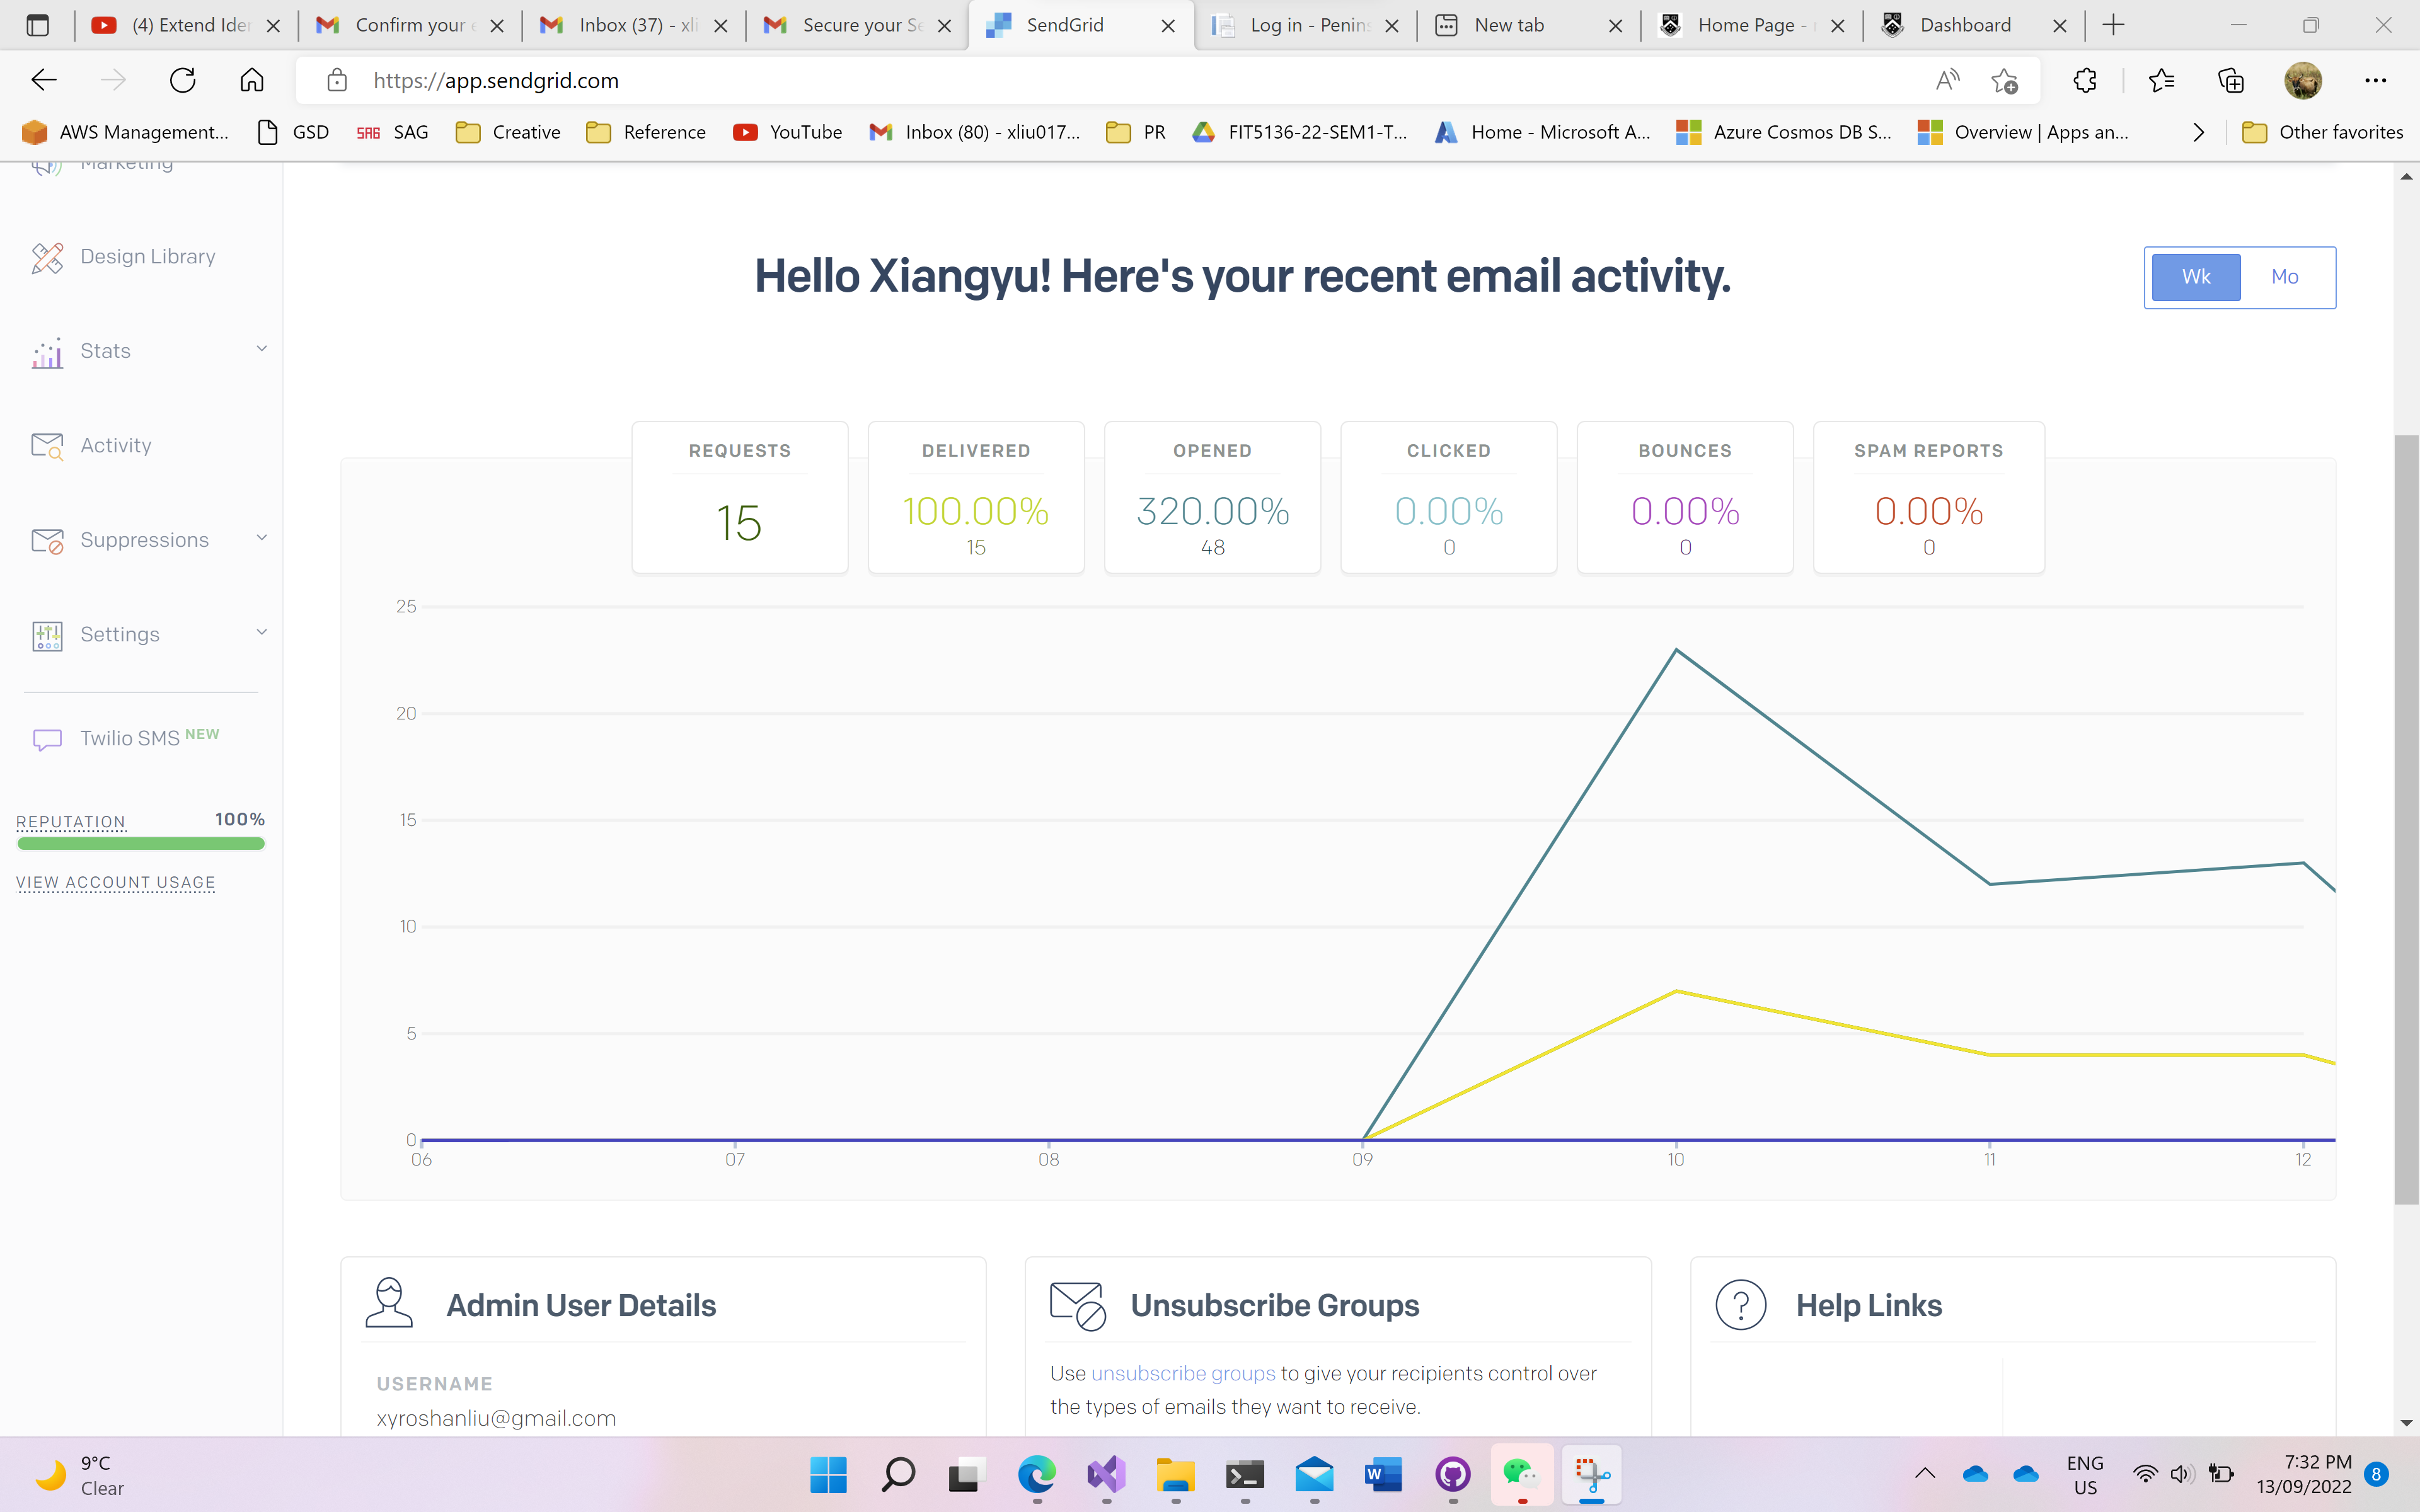 (4) Extend Ider
Confirm your e
Inbox (37) - xli
Secure your Se
SendGrid
Log in - Penins
New tab
Home Page -
Dashboard
https://app.sendgrid.com
AWS Management...
GSD
SAG SAG
Creative
Reference
YouTube
Inbox (80) - xliu017...
PR
FIT5136-22-SEM1-T...
Home - Microsoft A...
Azure Cosmos DB S...
Overview | Apps an...
Other favorites
Marketing
Design Library
Stats
Activity
Suppressions
Settings
Twilio SMS NEW
REPUTATION 100%
VIEW ACCOUNT USAGE
Hello Xiangyu! Here's your recent email activity.
Wk Mo
REQUESTS
15
DELIVERED
100.00%
15
OPENED
320.00%
48
CLICKED
0.00%
0
BOUNCES
0.00%
0
SPAM REPORTS
0.00%
0
25
20
15
10
5
0
06 07 08 09 10 11 12
Admin User Details
USERNAME
xyroshanliu@gmail.com
Unsubscribe Groups
Use unsubscribe groups to give your recipients control over
the types of emails they want to receive.
Help Links
9°C
Clear
ENG
US
7:32 PM
13/09/2022
8